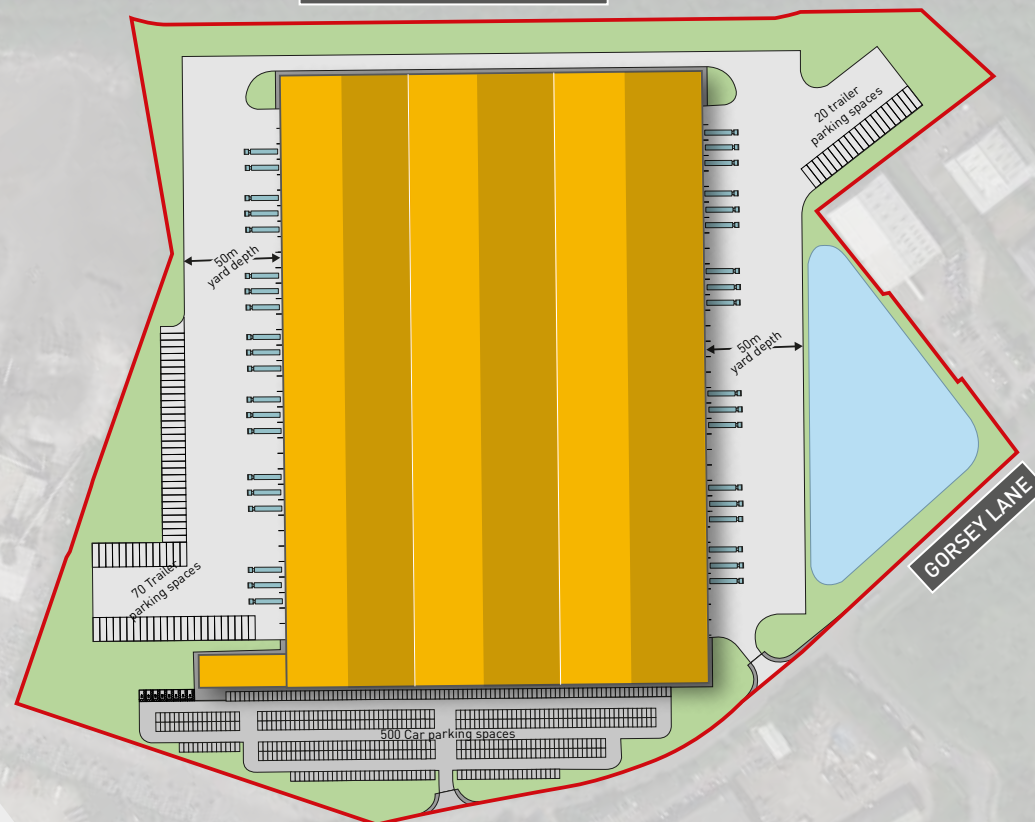 20 trailer
parking spaces
50m
yard depth
50m
yard depth
GORSEY LANE
70 Trailer
parking spaces
500 Car parking spaces